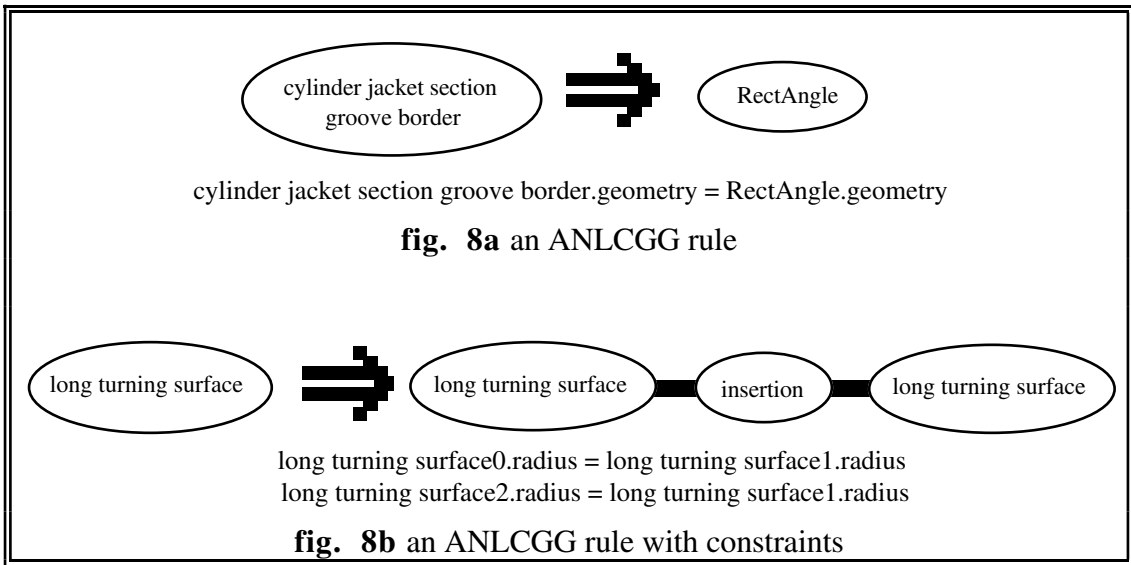 cylinder jacket section
groove border
RectAngle
cylinder jacket section groove border.geometry = RectAngle.geometry
fig. 8a an ANLCGG rule
long turning surface
long turning surface
insertion
long turning surface
long turning surface0.radius = long turning surface1.radius
long turning surface2.radius = long turning surface1.radius
fig. 8b an ANLCGG rule with constraints